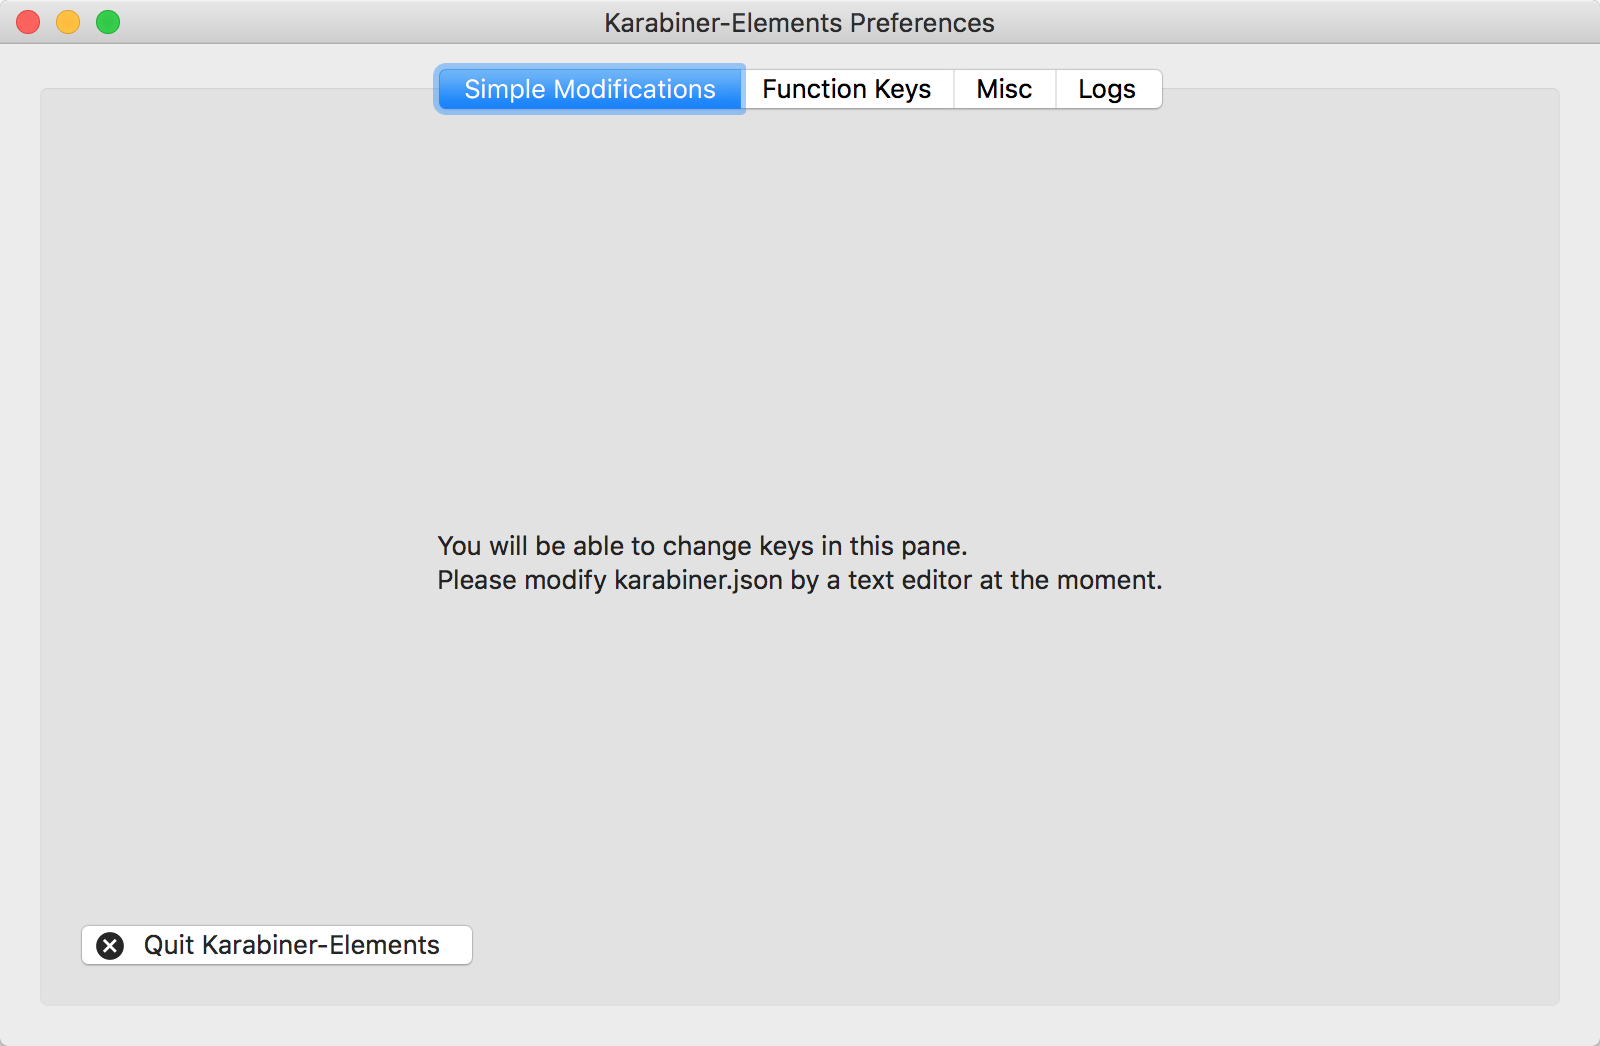 Karabiner-Elements Preferences
Simple Modifications Function Keys Misc Logs
You will be able to change keys in this pane.
Please modify karabiner.json by a text editor at the moment.
Quit Karabiner-Elements